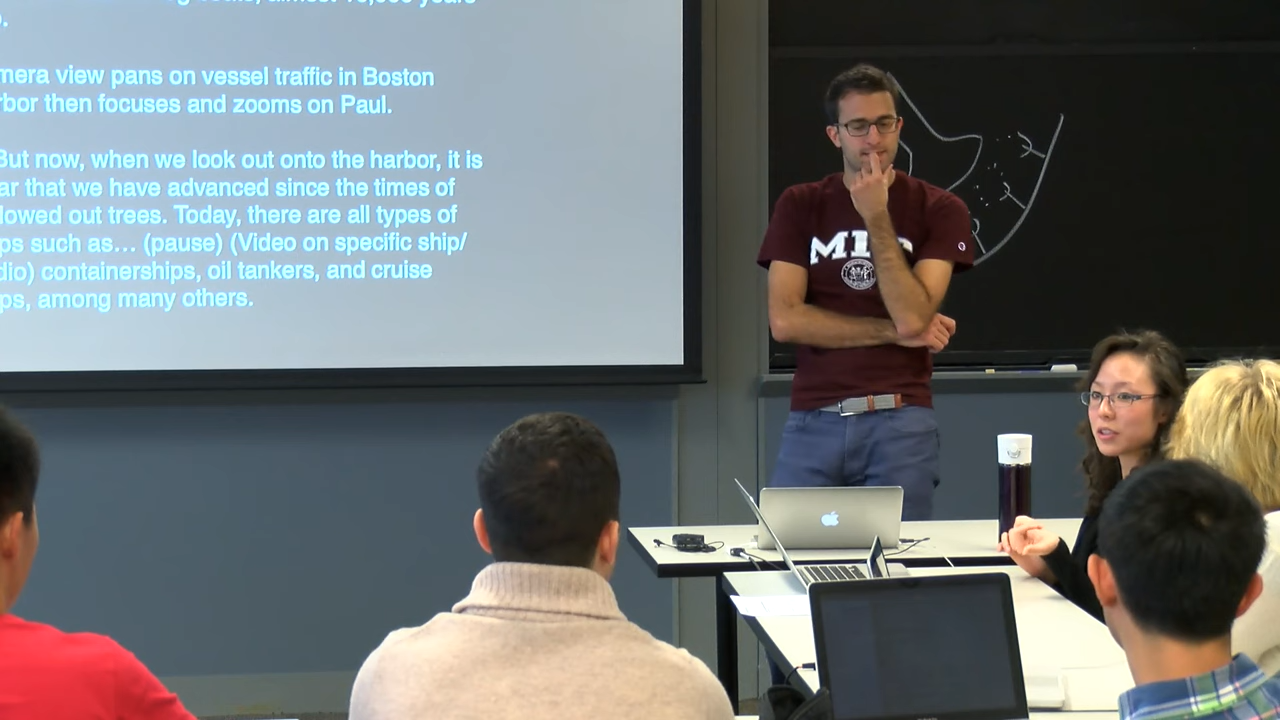 mera view pans on vessel traffic in Boston
rbor then focuses and zooms on Paul.
But now, when we look out onto the harbor, it is
ar that we have advanced since the times of
lowed out trees. Today, there are all types of
ps such as... (pause) (Video on specific ship/
dio) containerships, oil tankers, and cruise
ps, among many others.